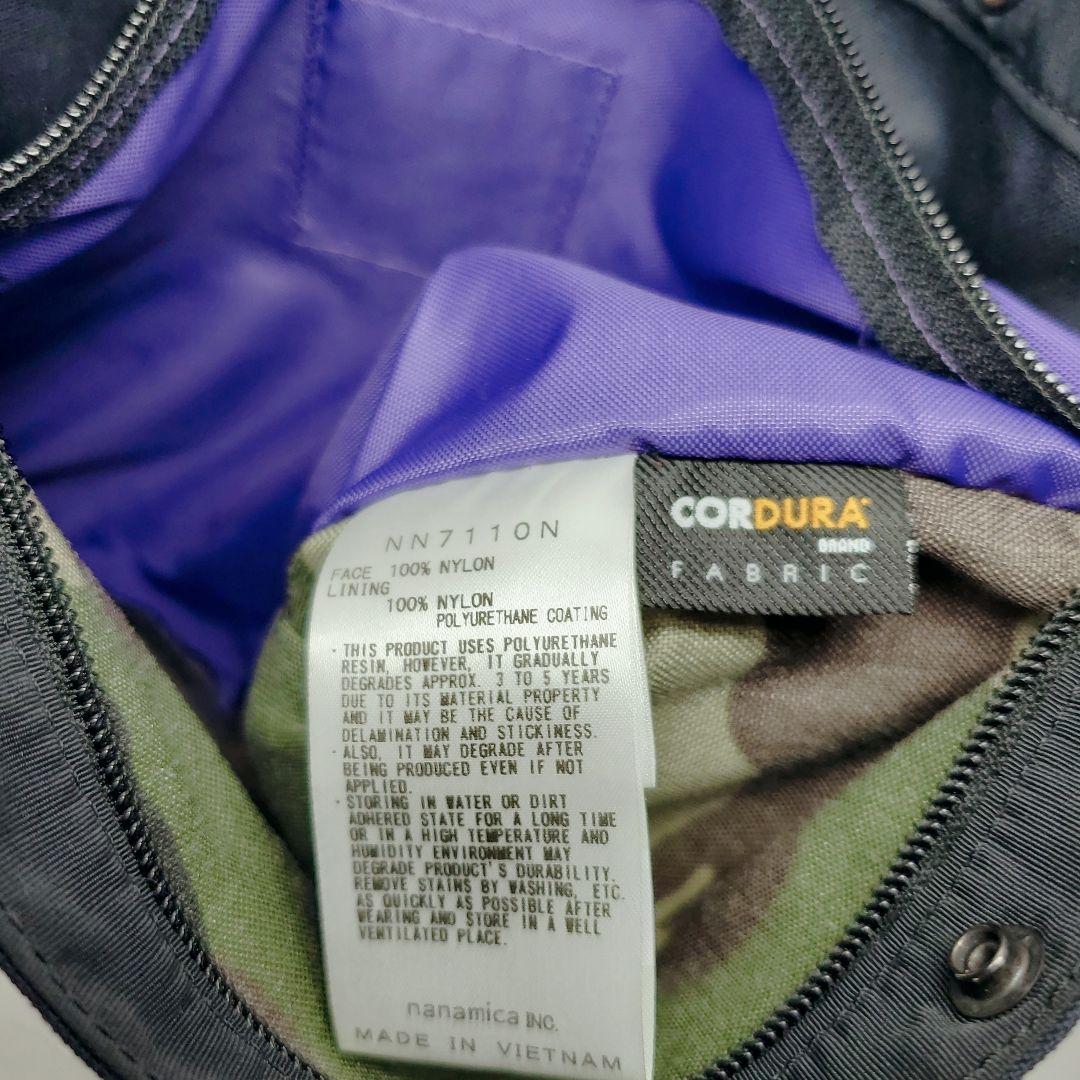 NN7110N
FACE 100% NYLON
LINING
100% NYLON
POLYURETHANE COATING
・THIS PRODUCT USES POLYURETHANE
RESIN, HOWEVER, IT GRADUALLY
DEGRADES APPROX. 3 TO 5 YEARS
DUE TO ITS MATERIAL PROPERTY
AND IT MAY BE THE CAUSE OF
DELAMINATION AND STICKINESS.
・ALSO, IT MAY DEGRADE AFTER
BEING PRODUCED EVEN IF NOT
APPLIED.
・STORING IN WATER OR DIRT
ADHERED STATE FOR A LONG TIME
OR IN A HIGH TEMPERATURE AND
HUMIDITY ENVIRONMENT MAY
DEGRADE PRODUCT'S DURABILITY.
REMOVE STAINS BY WASHING, ETC.
AS QUICKLY AS POSSIBLE AFTER
WEARING AND STORE IN A WELL
VENTILATED PLACE.
nanamica INC.
MADE IN VIETNAM
CORDURA
BRAND
FABRIC